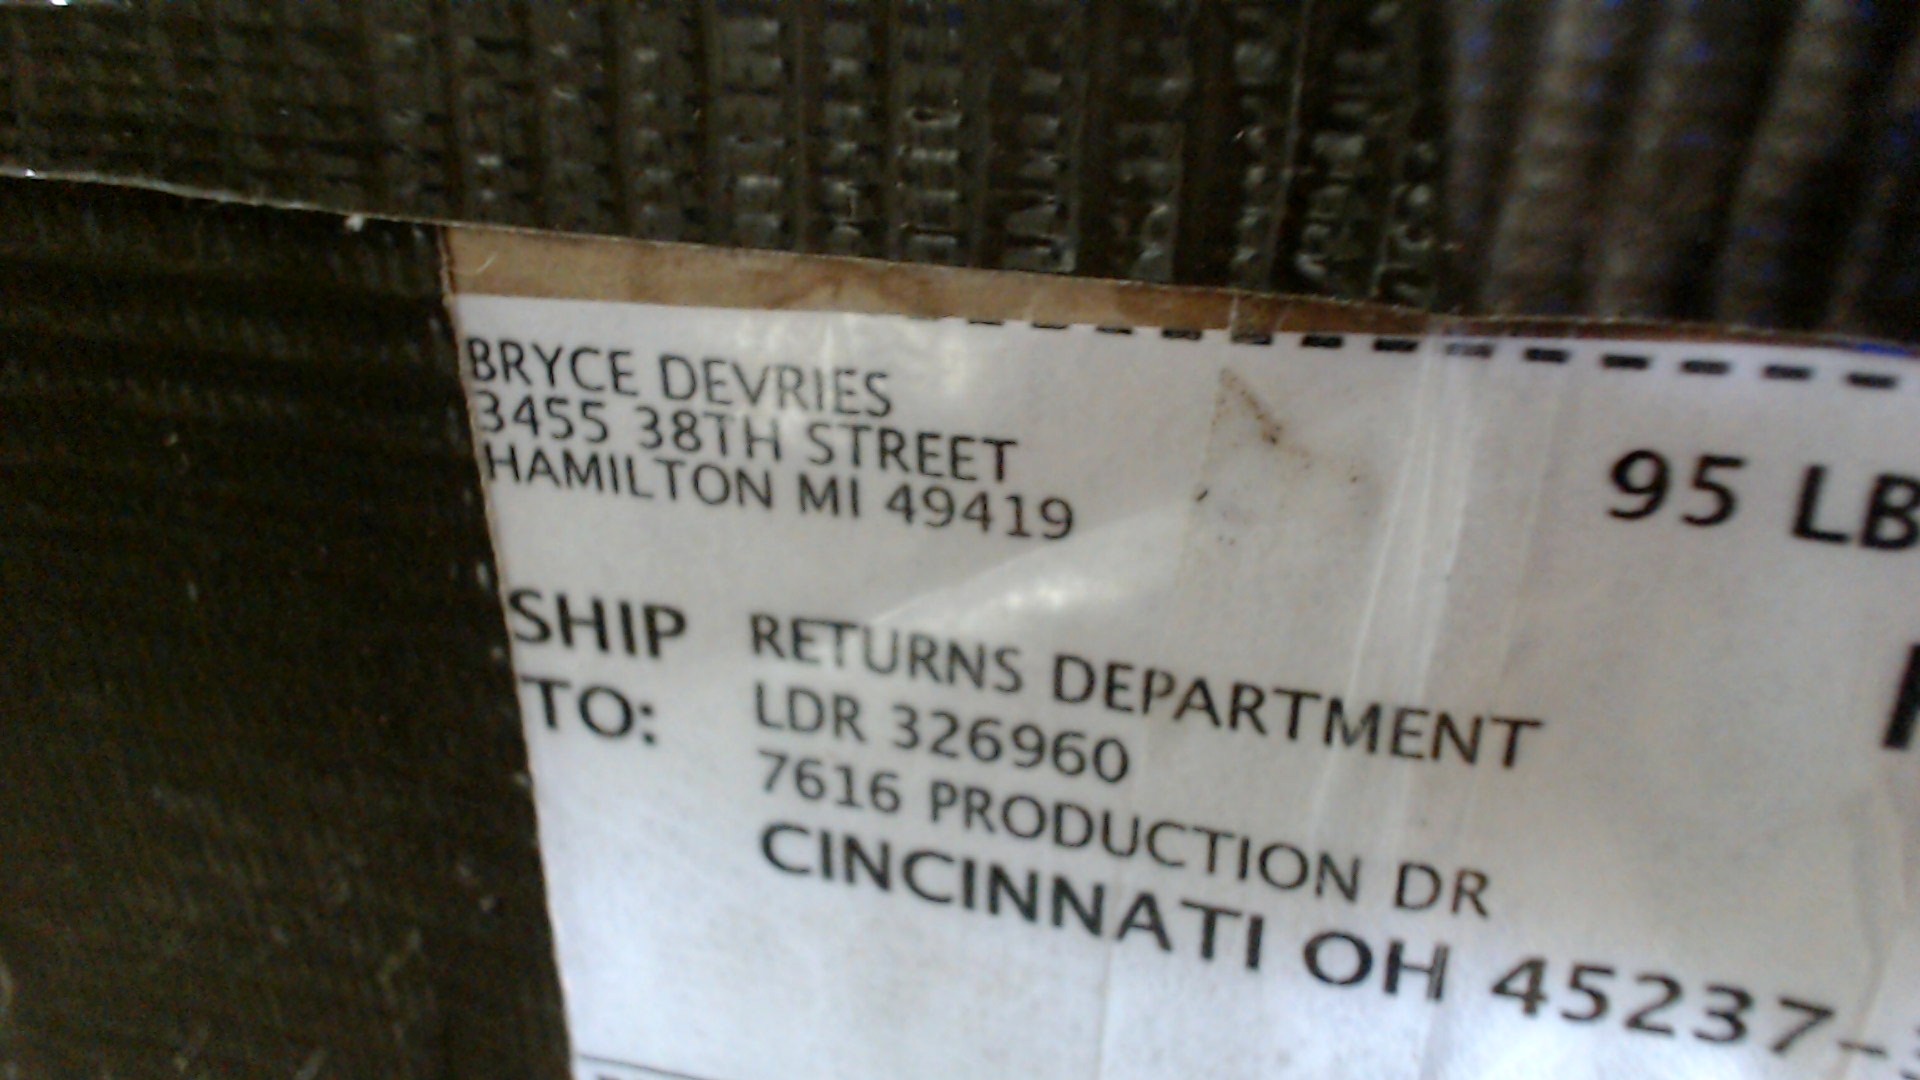 BRYCE DEVRIES
3455 38TH STREET
HAMILTON MI 49419
95 LB
SHIP TO:
RETURNS DEPARTMENT
LDR 326960
7616 PRODUCTION DR
CINCINNATI OH 45237-